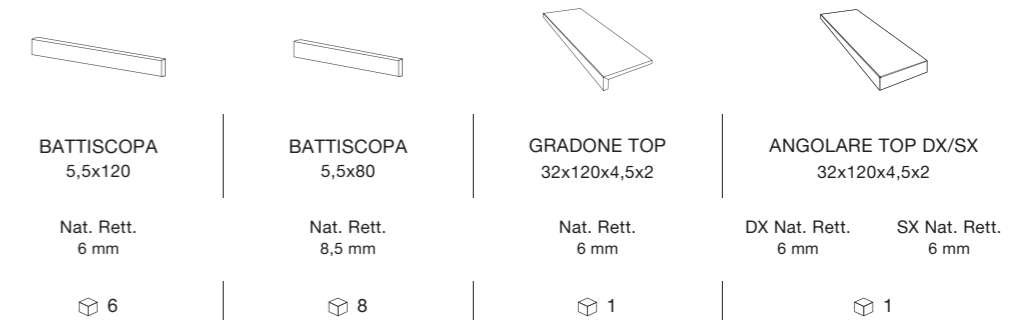 BATTISCOPA
5,5x120
Nat. Rett.
6 mm
6
BATTISCOPA
5,5x80
Nat. Rett.
8,5 mm
8
GRADONE TOP
32x120x4,5x2
Nat. Rett.
6 mm
1
ANGOLARE TOP DX/SX
32x120x4,5x2
DX Nat. Rett.
6 mm
SX Nat. Rett.
6 mm
1